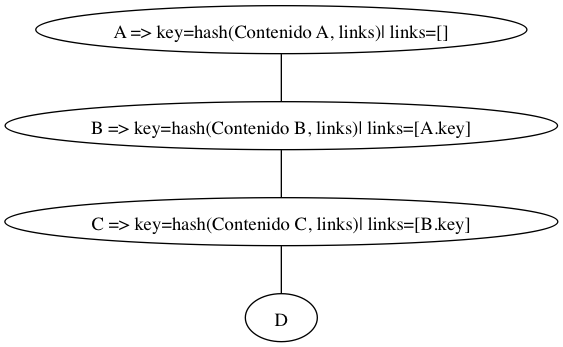 A => key=hash(Contenido A, links)| links=[]
B => key=hash(Contenido B, links)| links=[A.key]
C => key=hash(Contenido C, links)| links=[B.key]
D